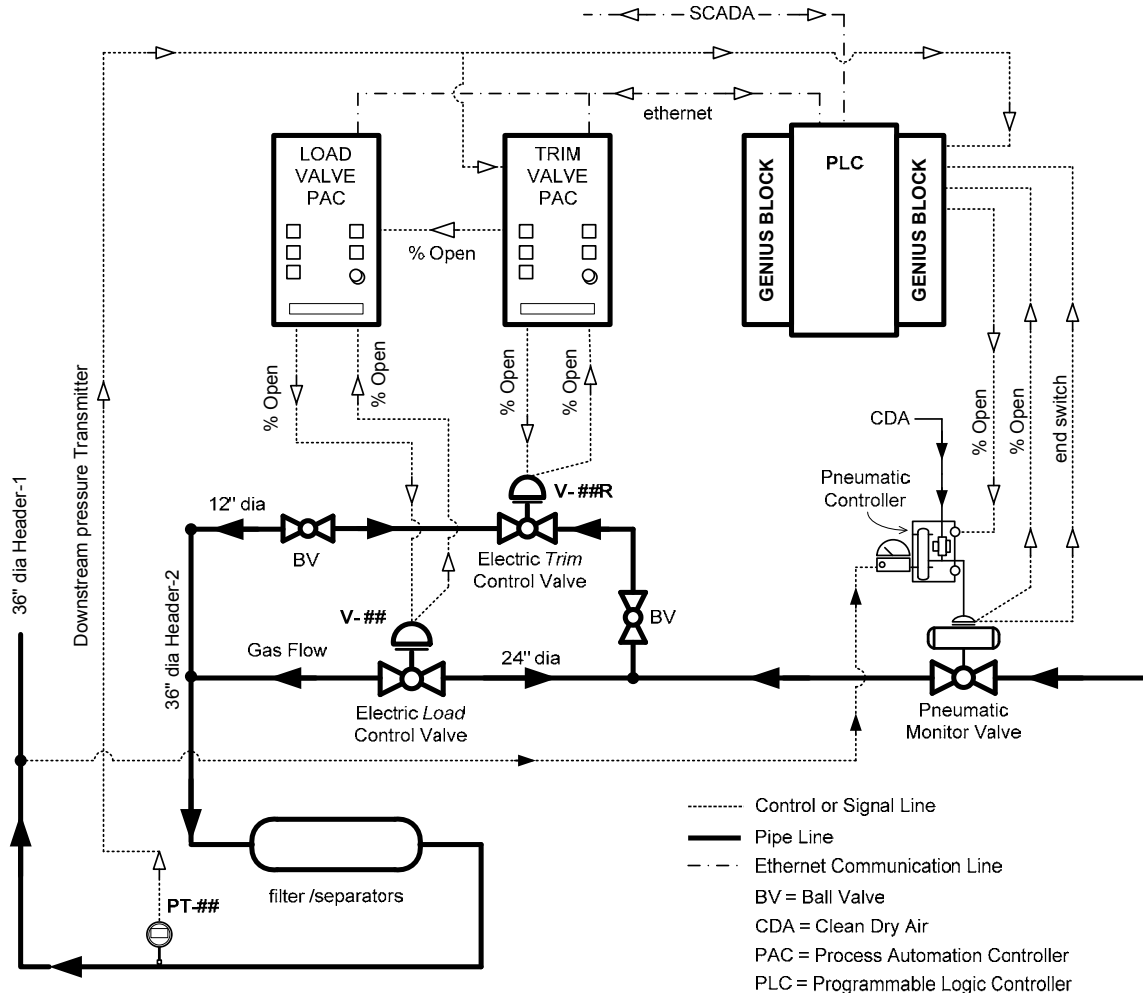 SCADA
ethernet
LOAD
VALVE
PAC
TRIM
VALVE
PAC
% Open
GENIUS BLOCK
PLC
GENIUS BLOCK
% Open
% Open
% Open
% Open
% Open
% Open
end switch
CDA
Pneumatic
Controller
Downstream pressure Transmitter
36" dia Header-1
12" dia
BV
V-##R
Electric Trim
Control Valve
36" dia Header-2
V-##
BV
Gas Flow
24" dia
Electric Load
Control Valve
Pneumatic
Monitor Valve
filter /separators
PT-##
Control or Signal Line
Pipe Line
Ethernet Communication Line
BV = Ball Valve
CDA = Clean Dry Air
PAC = Process Automation Controller
PLC = Programmable Logic Controller